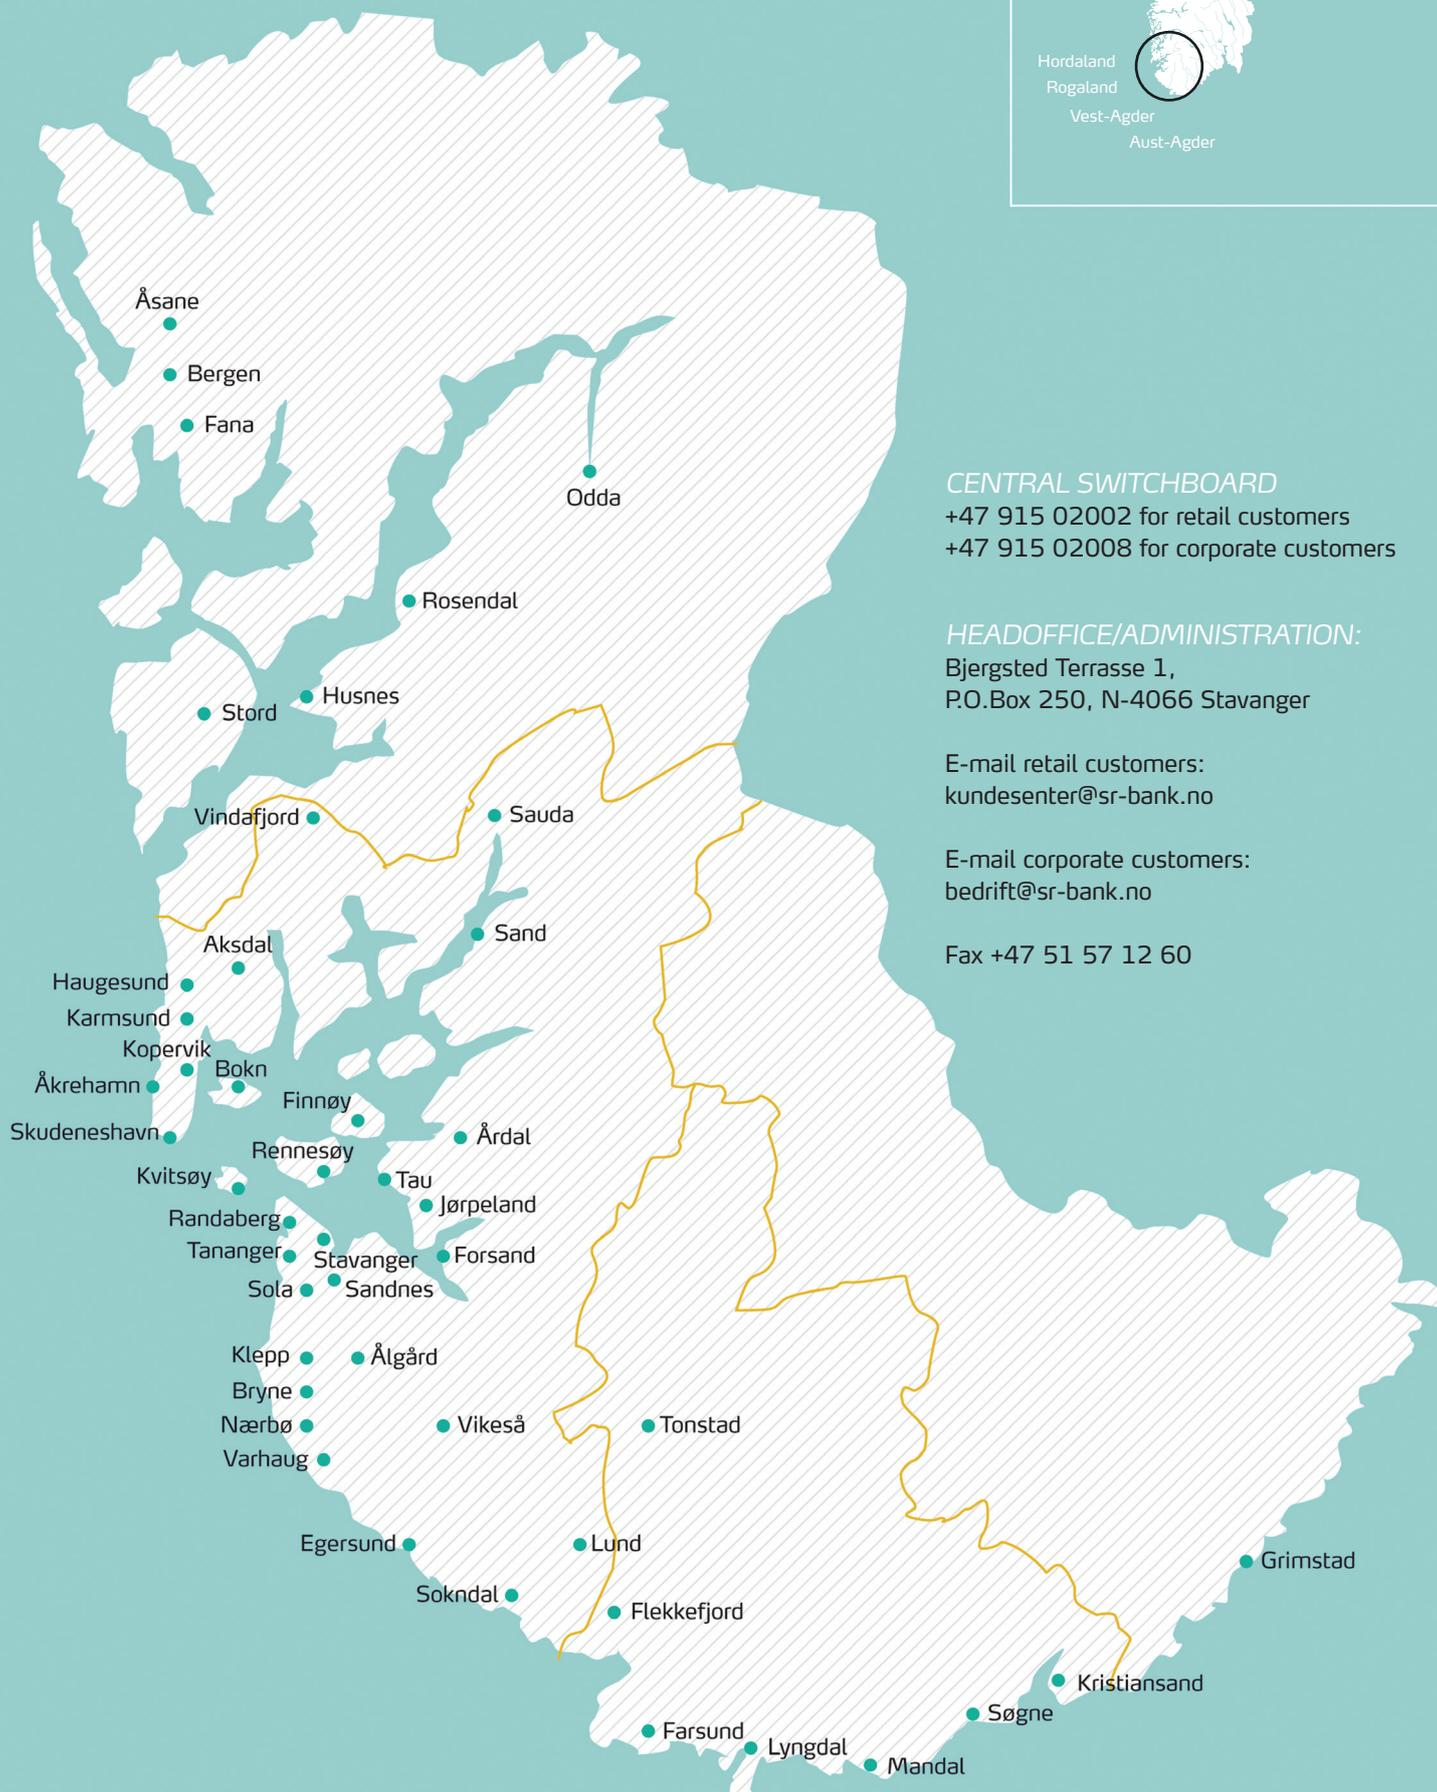 Hordaland
Rogaland
Vest-Agder
Aust-Agder
Åsane
Bergen
Fana
Odda
CENTRAL SWITCHBOARD
+47 915 02002 for retail customers
+47 915 02008 for corporate customers
Rosendal
HEADOFFICE/ADMINISTRATION:
Bjergsted Terrasse 1,
P.O.Box 250, N-4066 Stavanger
Husnes
Stord
E-mail retail customers:
kundesenter@sr-bank.no
Vindafjord
Sauda
E-mail corporate customers:
bedrift@sr-bank.no
Sand
Aksdal
Fax +47 51 57 12 60
Haugesund
Karmsund
Kopervik
Bokn
Åkrehamn
Finnøy
Skudeneshavn
Årdal
Rennesøy
Kvitsøy
Tau
Jørpeland
Randaberg
Tananger
Stavanger
Forsand
Sola
Sandnes
Klepp
Ålgård
Bryne
Nærbø
Vikeså
Tonstad
Varhaug
Egersund
Lund
Grimstad
Sokndal
Flekkefjord
Kristiansand
Søgne
Farsund
Lyngdal
Mandal